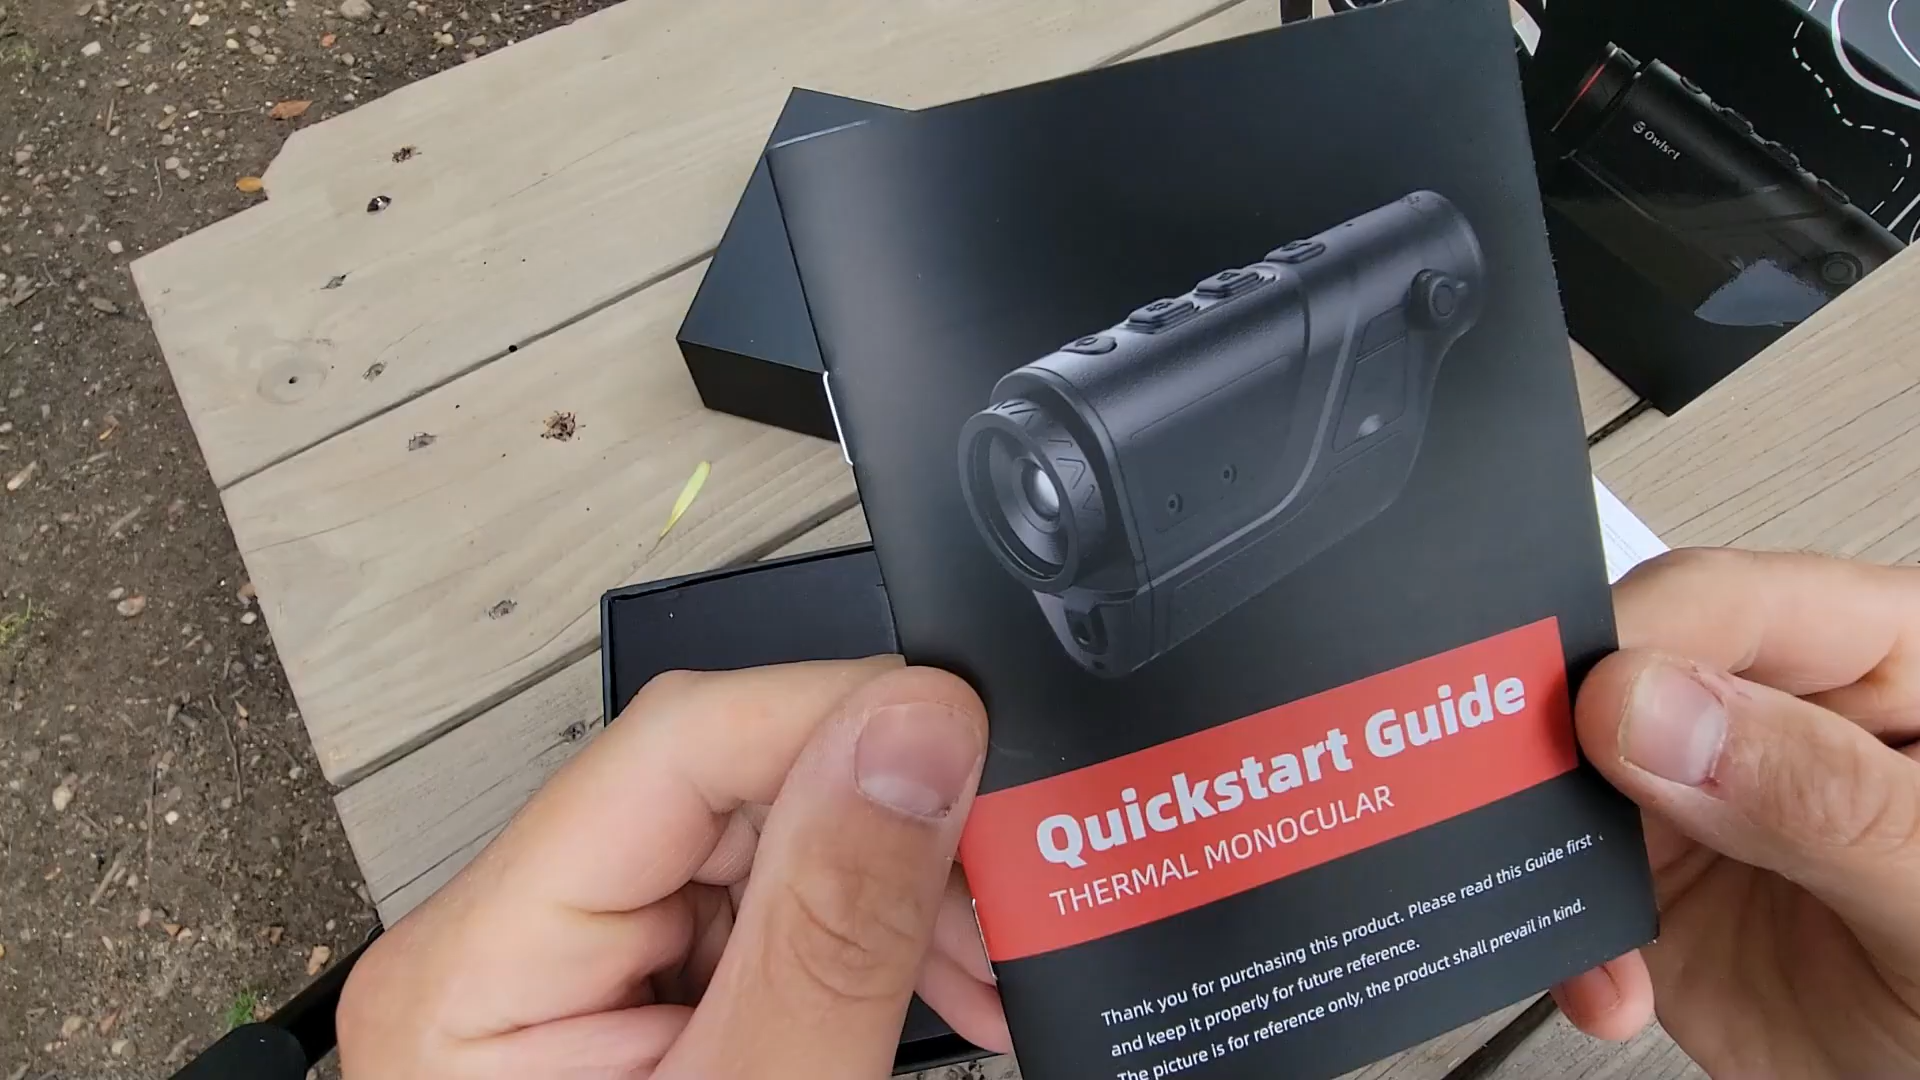 Owlset
Quickstart Guide
THERMAL MONOCULAR
Thank you for purchasing this product. Please read this Guide first
and keep it properly for future reference.
The picture is for reference only, the product shall prevail in kind.